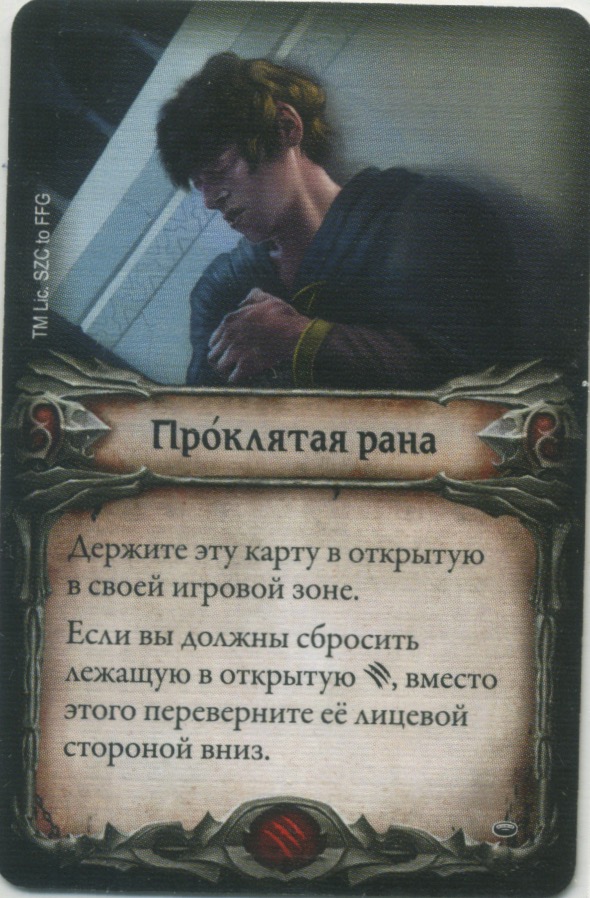 TM Lic. SZC to FFG
Про́клятая рана
Держите эту карту в открытую
в своей игровой зоне.
Если вы должны сбросить
лежащую в открытую , вместо
этого переверните её лицевой
стороной вниз.